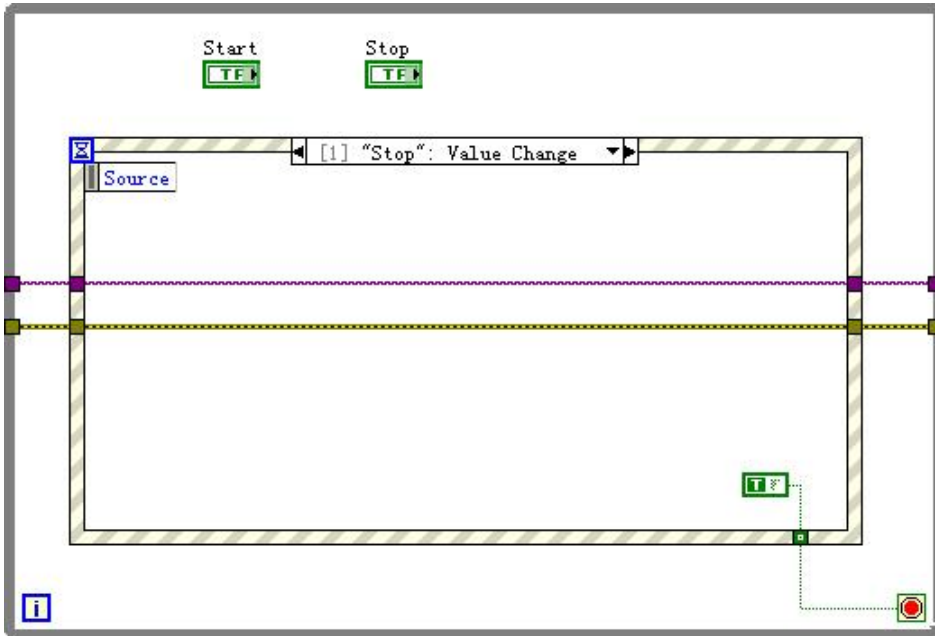 Start
Stop
TF
TF
[1] "Stop": Value Change
Source
T F
i